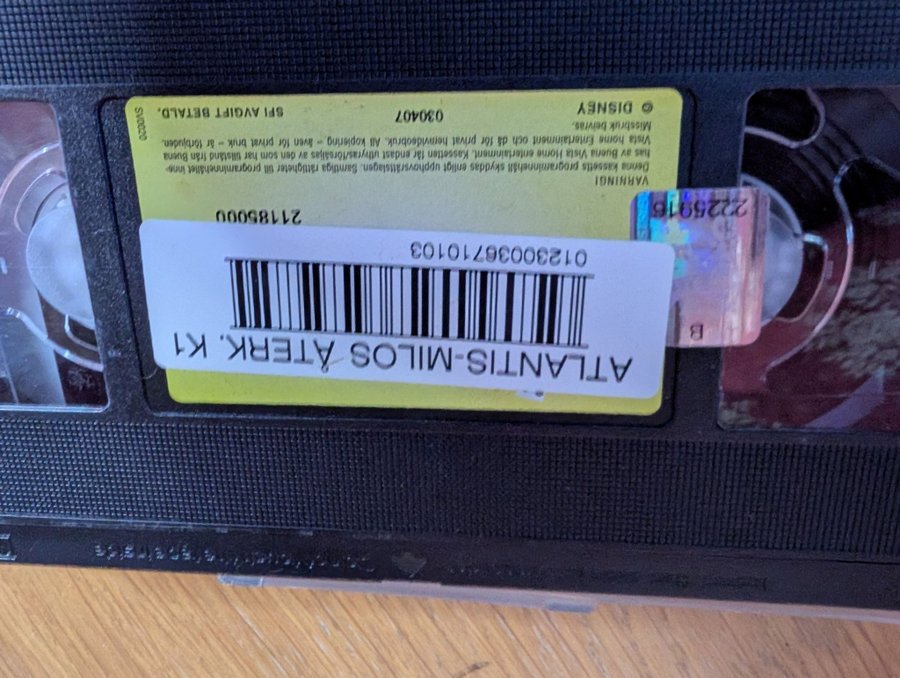 ATLANTIS-MILOS ÅTERK. K1
01230036710103
B
2225916
21185000
VARNING!
Denna kassetts programinnehåll skyddas enligt upphovsrättslagen. Samtliga rättigheter till programinnehållet inne-
has av Buena Vista Home entertainment. Kassetten får endast uthyras/försäljas av den som har tillstånd från Buena
Vista home Entertainment och då för privat hemvideobruk. All kopiering – även för privat bruk – är förbjuden.
Missbruk beivras.
© DISNEY 030407 SFI AVGIFT BETALD.
SV0020